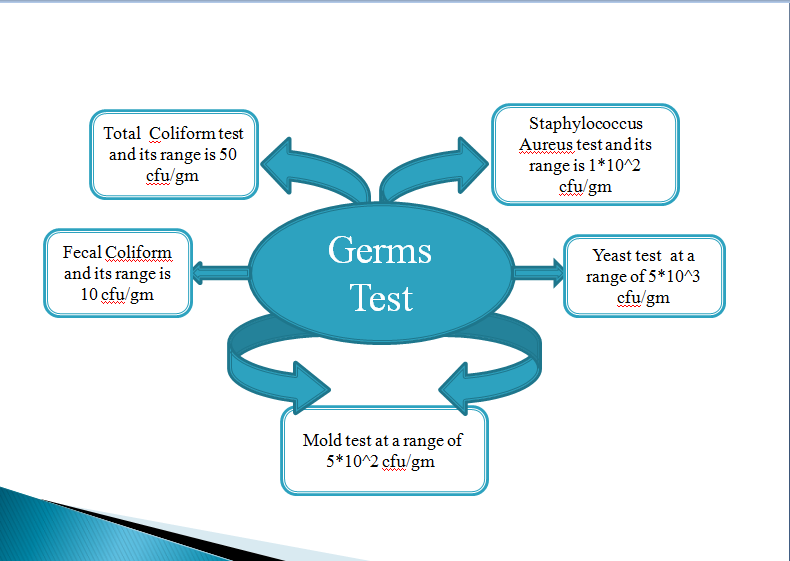 Total Coliform test
and its range is 50
cfu/gm
Staphylococcus
Aureus test and its
range is 1*10^2
cfu/gm
Germs
Test
Fecal Coliform
and its range is
10 cfu/gm
Yeast test at a
range of 5*10^3
cfu/gm
Mold test at a range of
5*10^2 cfu/gm